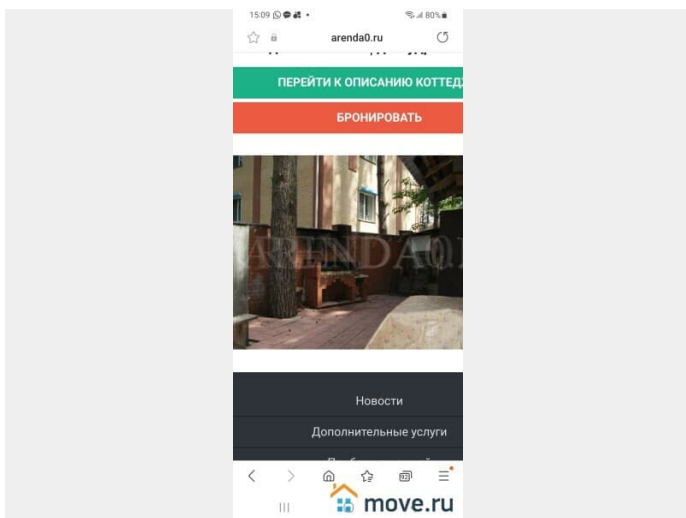 15:09
80%
arenda0.ru
ПЕРЕЙТИ К ОПИСАНИЮ КОТТЕД
БРОНИРОВАТЬ
ARENDA0.
Новости
Дополнительные услуги
move.ru